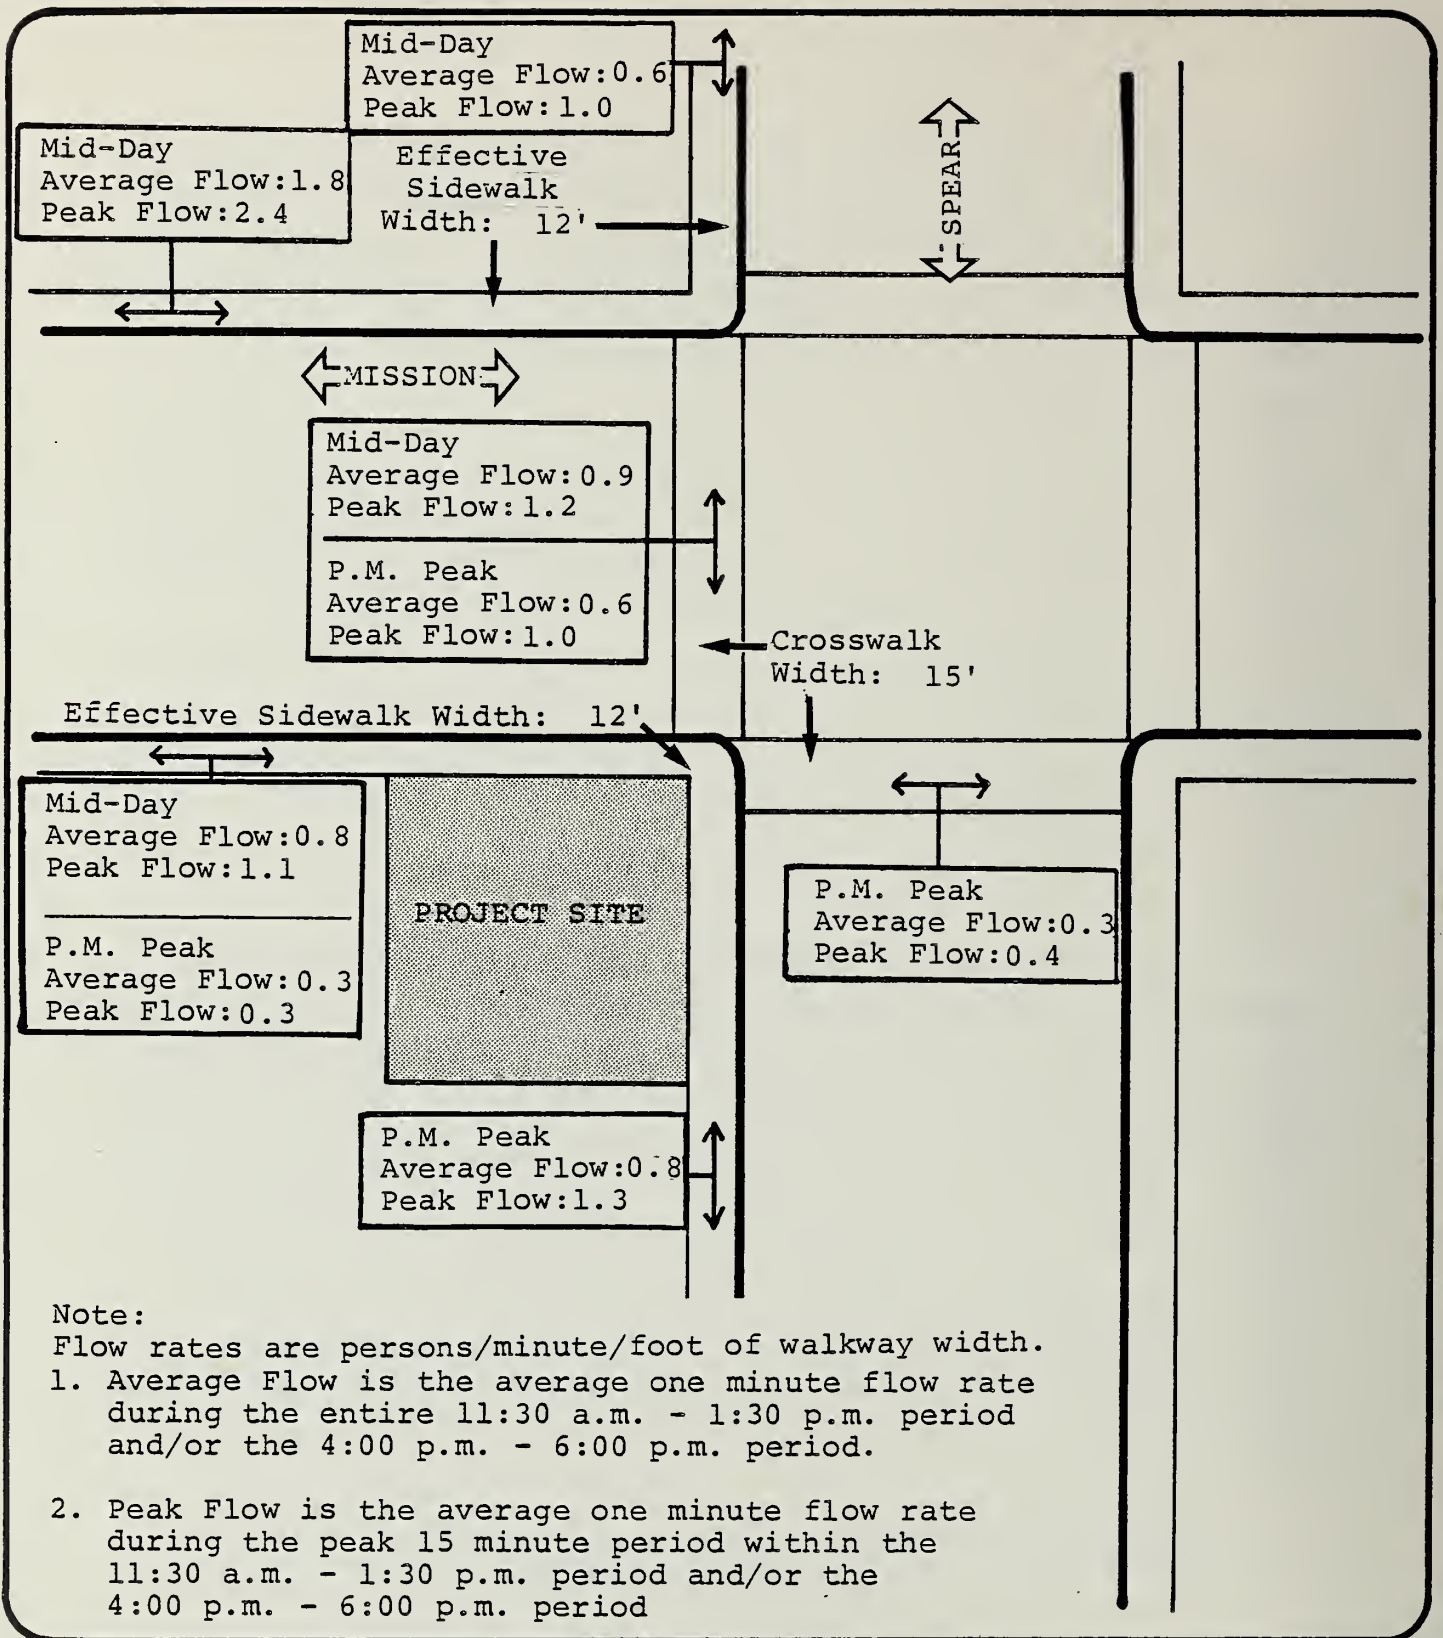 Mid-Day
Average Flow:0.6
Peak Flow:1.0
Mid-Day
Average Flow:1.8
Peak Flow:2.4
Effective
Sidewalk
Width: 12'
SPEAR
MISSION
Mid-Day
Average Flow:0.9
Peak Flow:1.2
P.M. Peak
Average Flow:0.6
Peak Flow:1.0
Crosswalk
Width: 15'
Effective Sidewalk Width: 12'
Mid-Day
Average Flow:0.8
Peak Flow:1.1
P.M. Peak
Average Flow:0.3
Peak Flow:0.3
PROJECT SITE
P.M. Peak
Average Flow:0.3
Peak Flow:0.4
P.M. Peak
Average Flow:0.8
Peak Flow:1.3
Note:
Flow rates are persons/minute/foot of walkway width.
1. Average Flow is the average one minute flow rate
during the entire 11:30 a.m. - 1:30 p.m. period
and/or the 4:00 p.m. - 6:00 p.m. period.
2. Peak Flow is the average one minute flow rate
during the peak 15 minute period within the
11:30 a.m. - 1:30 p.m. period and/or the
4:00 p.m. - 6:00 p.m. period